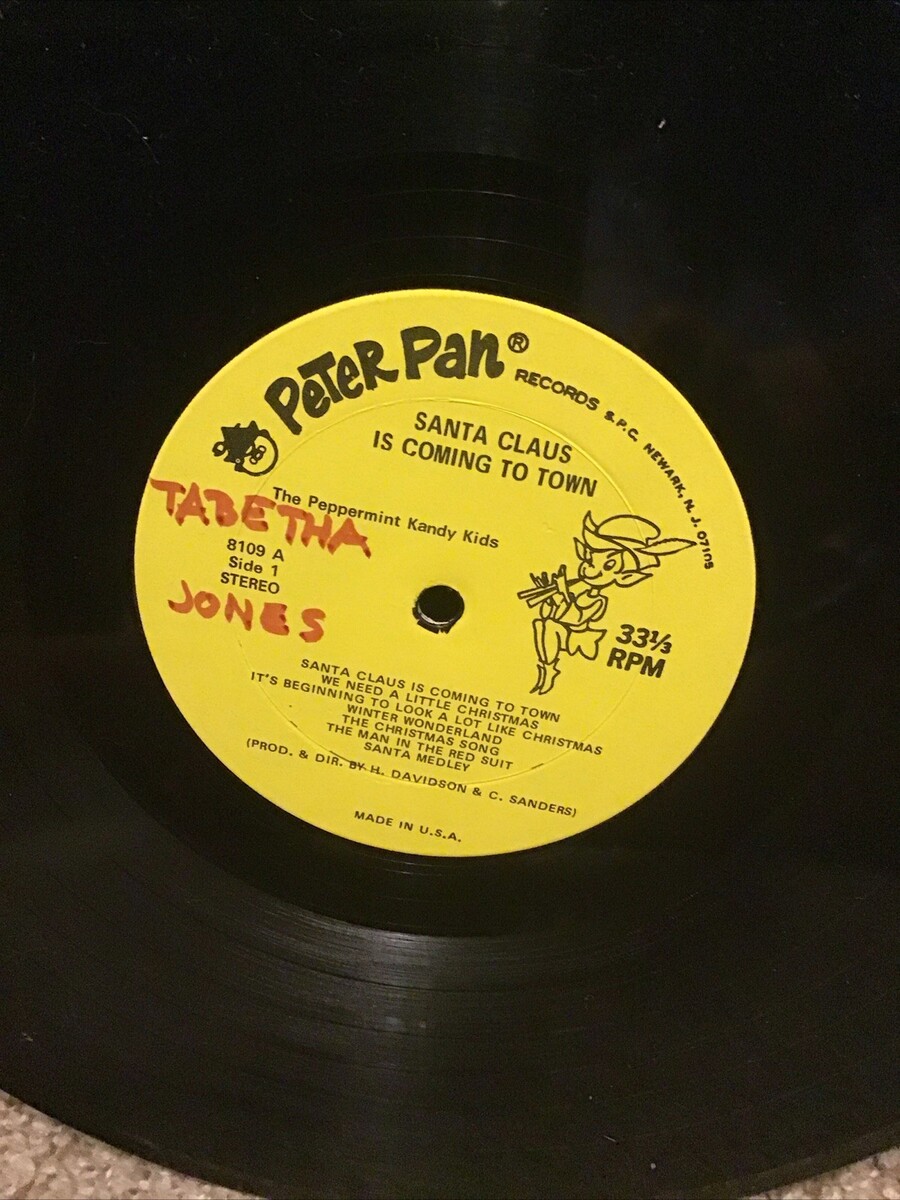 PETER Pan® RECORDS & P.C. NEWARK, N. J. 07105
SANTA CLAUS
IS COMING TO TOWN
The Peppermint Kandy Kids
TABETHA
8109 A
Side 1
STEREO
JONES
33⅓
RPM
SANTA CLAUS IS COMING TO TOWN
WE NEED A LITTLE CHRISTMAS
IT'S BEGINNING TO LOOK A LOT LIKE CHRISTMAS
WINTER WONDERLAND
THE CHRISTMAS SONG
THE MAN IN THE RED SUIT
SANTA MEDLEY
(PROD. & DIR. BY H. DAVIDSON & C. SANDERS)
MADE IN U.S.A.